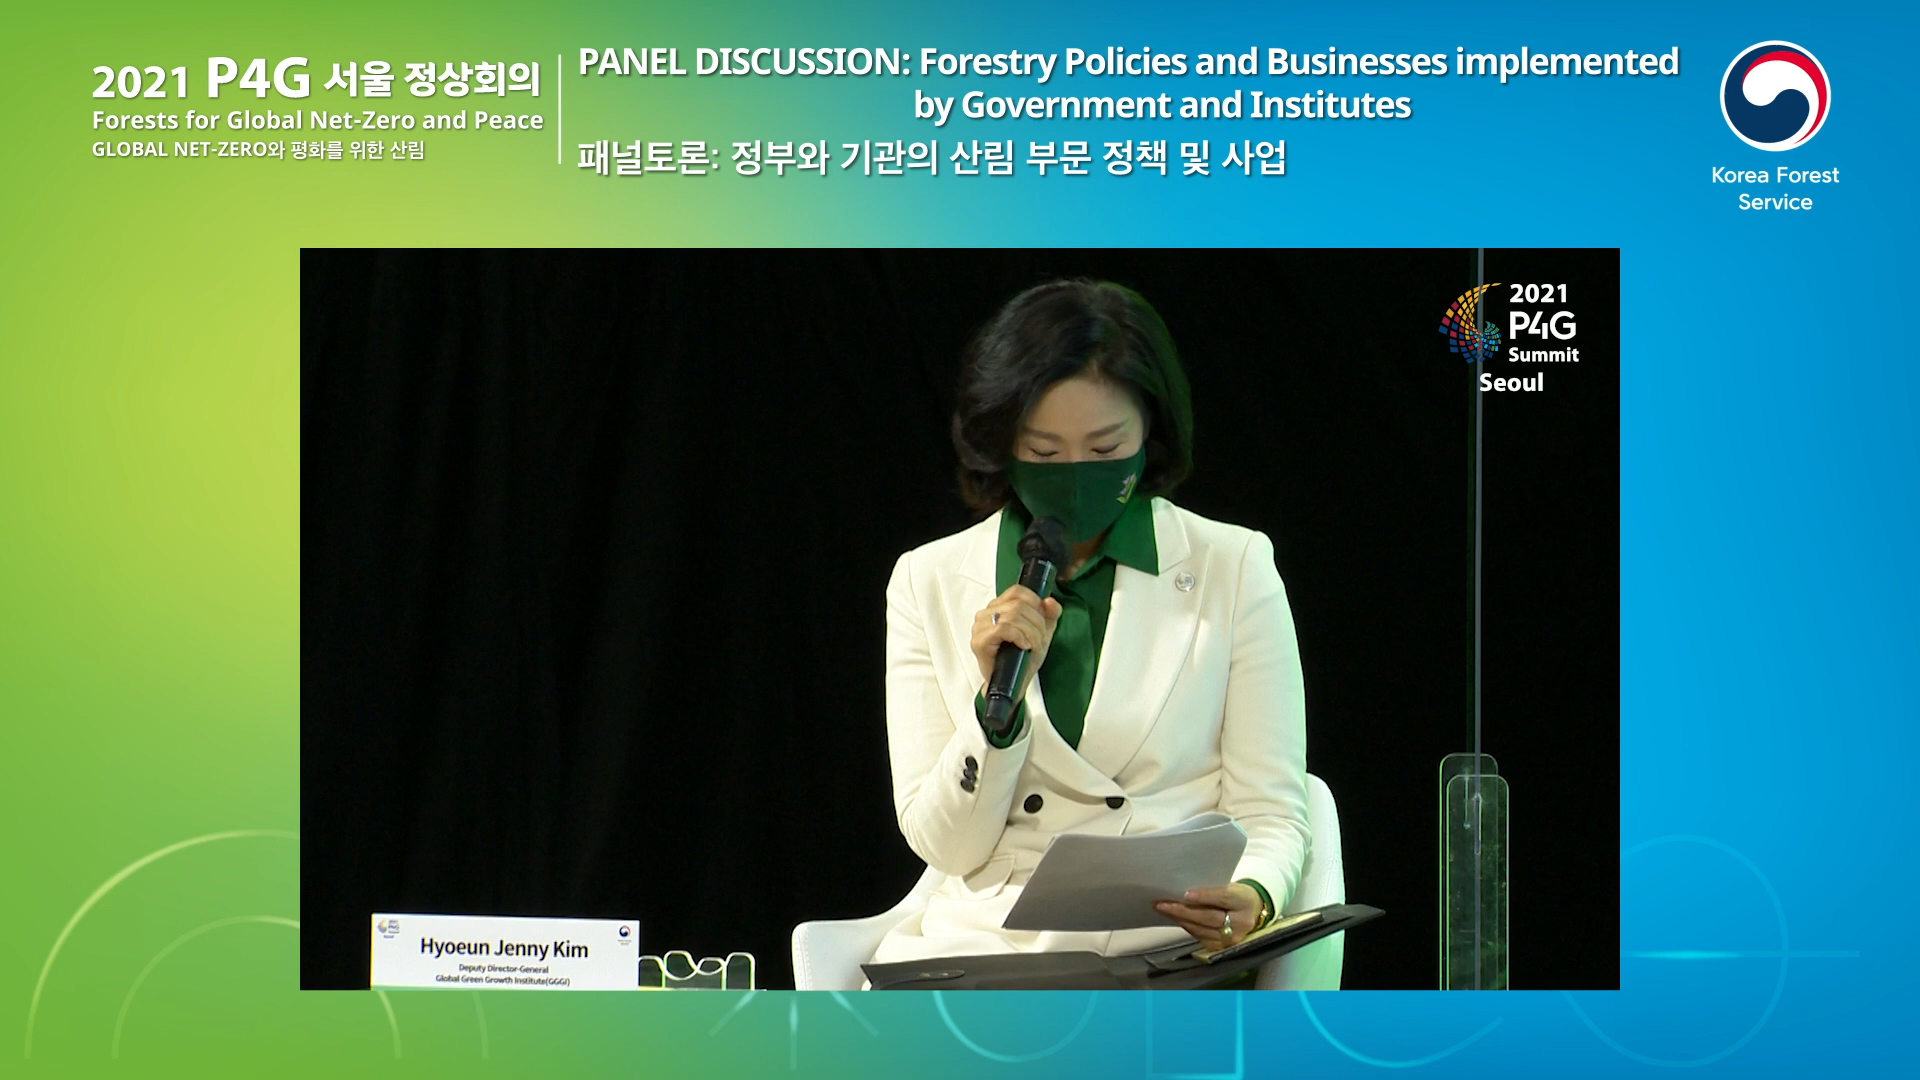 2021 P4G 서울 정상회의
Forests for Global Net-Zero and Peace
GLOBAL NET-ZERO와 평화를 위한 산림
PANEL DISCUSSION: Forestry Policies and Businesses implemented
by Government and Institutes
패널토론: 정부와 기관의 산림 부문 정책 및 사업
Korea Forest
Service
2021
P4G
Summit
Seoul
Hyoeun Jenny Kim
Deputy Director-General
Global Green Growth Institute(GGGI)